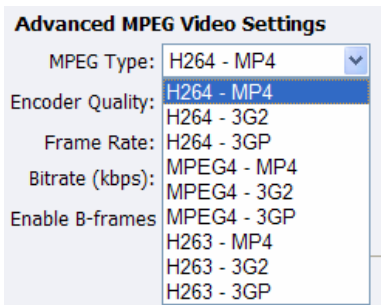 Advanced MPEG Video Settings
MPEG Type: H264 - MP4
Encoder Quality: H264 - MP4
H264 - 3G2
Frame Rate: H264 - 3GP
MPEG4 - MP4
Bitrate (kbps): MPEG4 - 3G2
Enable B-frames MPEG4 - 3GP
H263 - MP4
H263 - 3G2
H263 - 3GP